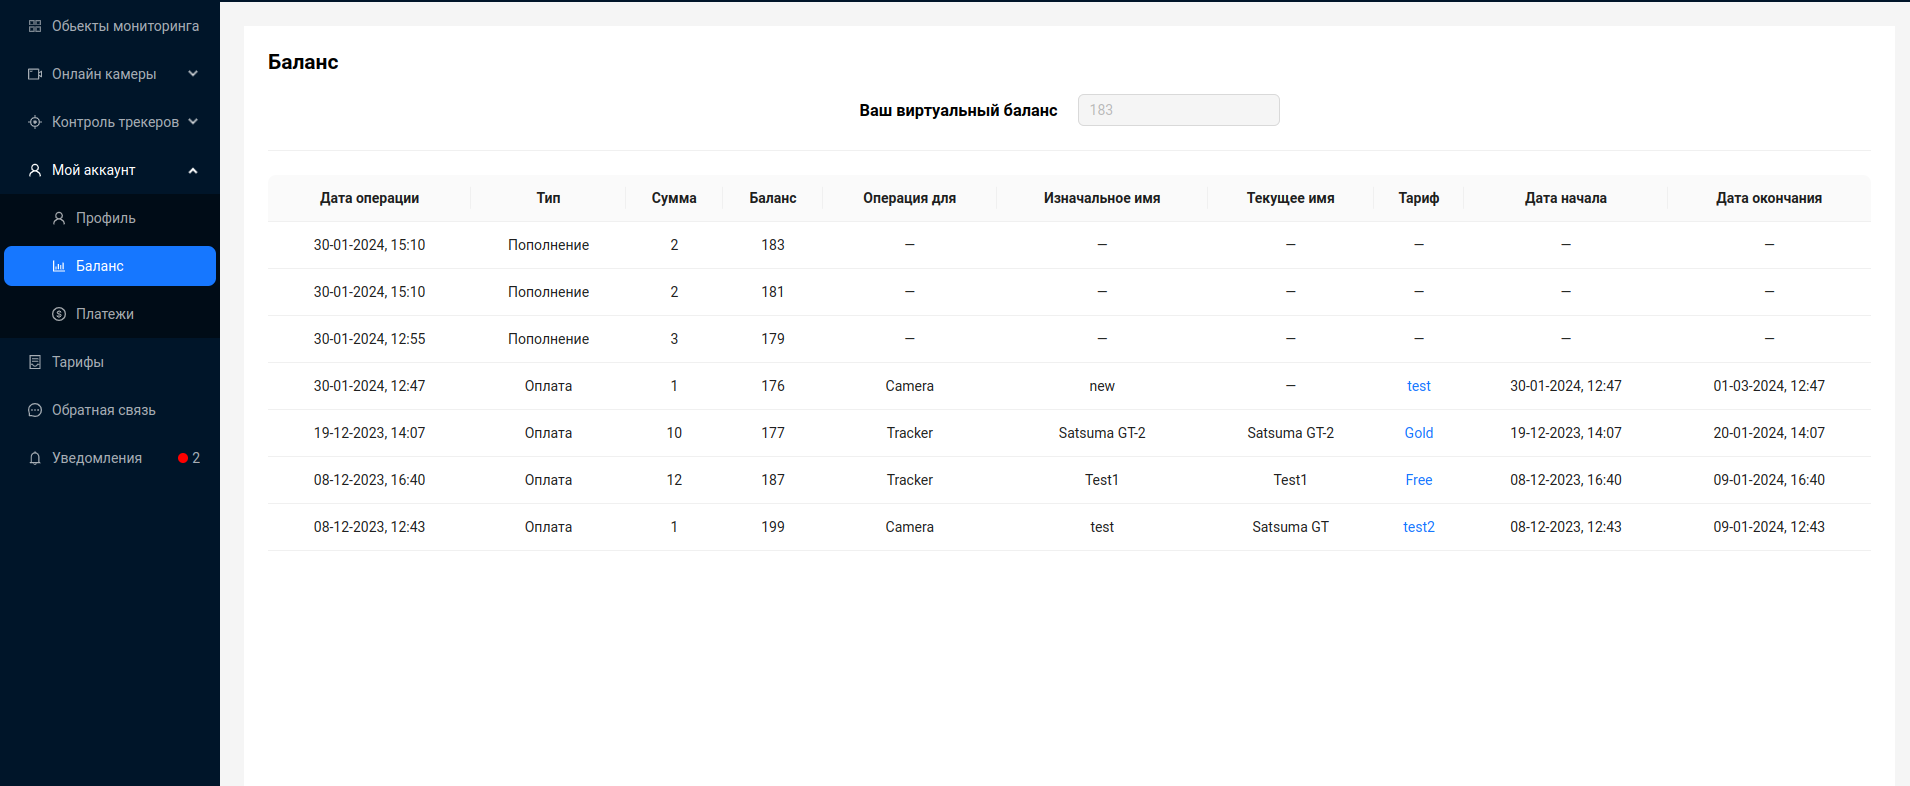 Обьекты мониторинга
Онлайн камеры
Контроль трекеров
Мой аккаунт
Профиль
Баланс
Платежи
Тарифы
Обратная связь
Уведомления 2
Баланс
Ваш виртуальный баланс 183
Дата операции Тип Сумма Баланс Операция для Изначальное имя Текущее имя Тариф Дата начала Дата окончания
30-01-2024, 15:10 Пополнение 2 183 — — — — — —
30-01-2024, 15:10 Пополнение 2 181 — — — — — —
30-01-2024, 12:55 Пополнение 3 179 — — — — — —
30-01-2024, 12:47 Оплата 1 176 Camera new — test 30-01-2024, 12:47 01-03-2024, 12:47
19-12-2023, 14:07 Оплата 10 177 Tracker Satsuma GT-2 Satsuma GT-2 Gold 19-12-2023, 14:07 20-01-2024, 14:07
08-12-2023, 16:40 Оплата 12 187 Tracker Test1 Test1 Free 08-12-2023, 16:40 09-01-2024, 16:40
08-12-2023, 12:43 Оплата 1 199 Camera test Satsuma GT test2 08-12-2023, 12:43 09-01-2024, 12:43